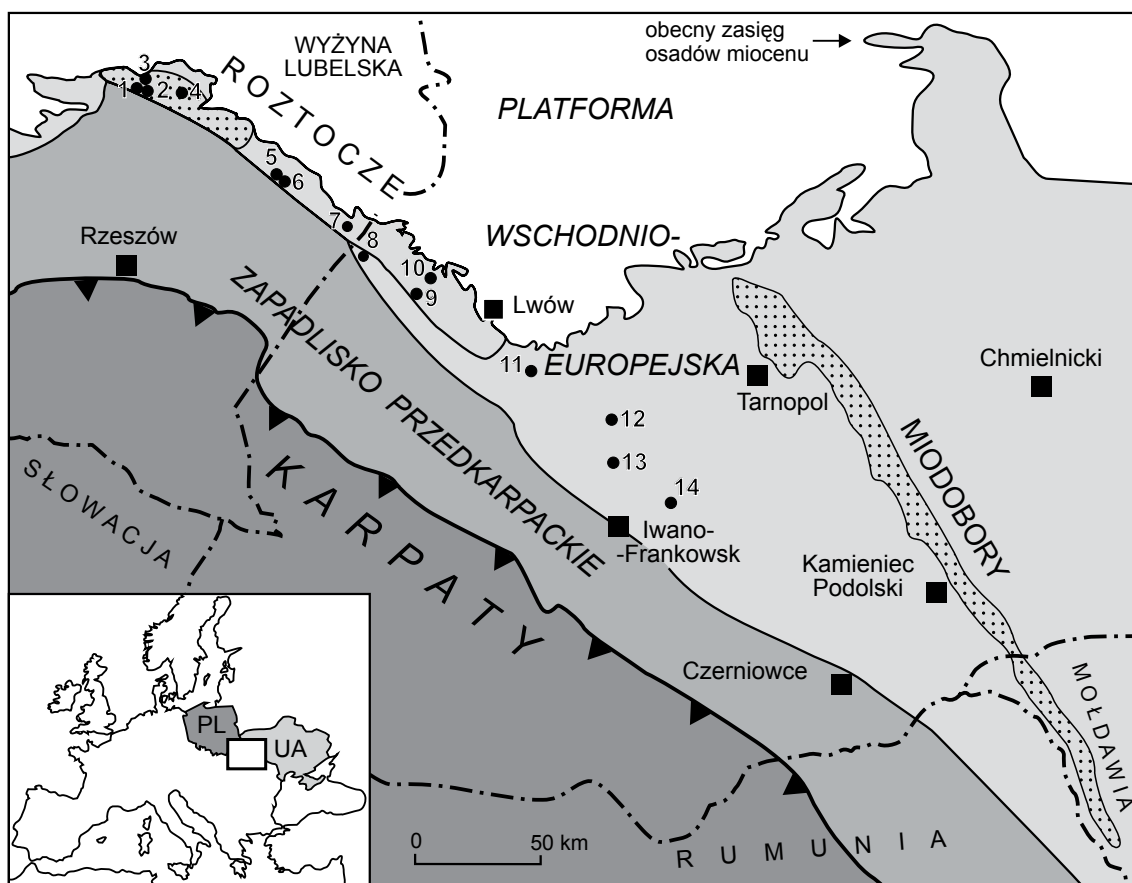 obecny zasięg
osadów miocenu
WYŻYNA
LUBELSKA
ROZTOCZE
PLATFORMA
WSCHODNIO-
EUROPEJSKA
3
1
2
4
5
6
7
8
10
9
11
12
13
14
Rzeszów
Lwów
Tarnopol
Chmielnicki
ZAPADLISKO PRZEDKARPACKIE
MIODOBORY
KARPATY
SŁOWACJA
Iwano-
-Frankowsk
Kamieniec
Podolski
Czerniowce
MOŁDAWIA
RUMUNIA
PL
UA
0 50 km